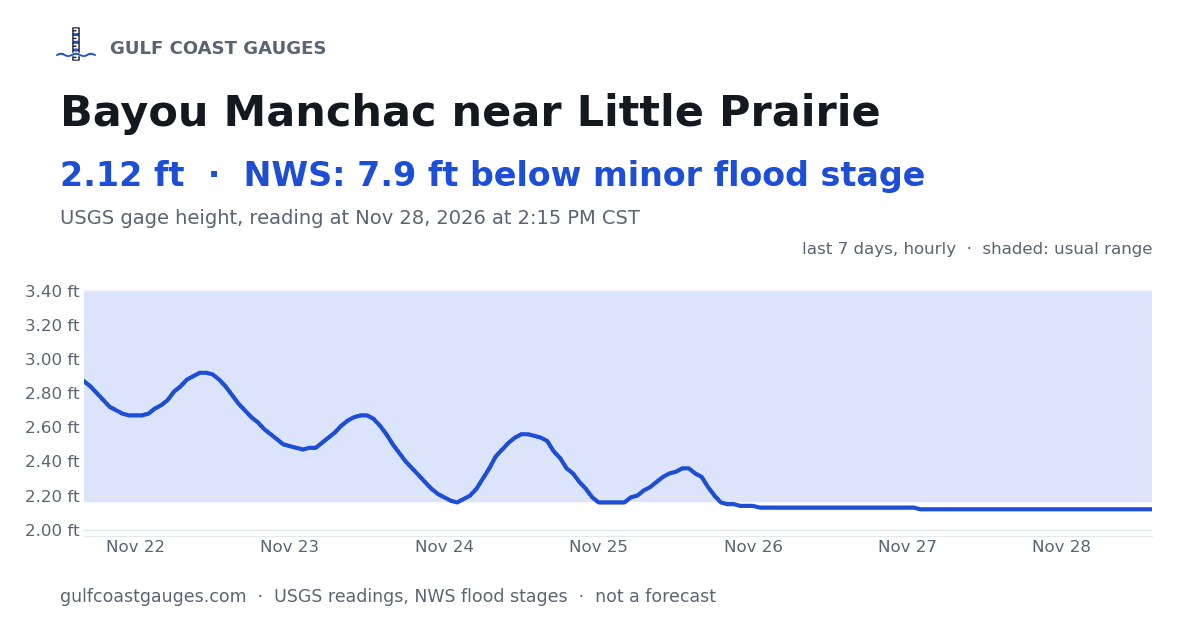 GULF COAST GAUGES
Bayou Manchac near Little Prairie
2.12 ft · NWS: 7.9 ft below minor flood stage
USGS gage height, reading at Nov 28, 2026 at 2:15 PM CST
last 7 days, hourly · shaded: usual range
3.40 ft
3.20 ft
3.00 ft
2.80 ft
2.60 ft
2.40 ft
2.20 ft
2.00 ft
Nov 22 Nov 23 Nov 24 Nov 25 Nov 26 Nov 27 Nov 28
gulfcoastgauges.com · USGS readings, NWS flood stages · not a forecast